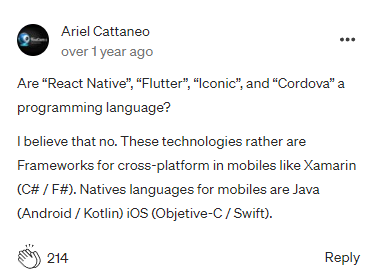 Ariel Cattaneo
over 1 year ago
Are “React Native”, “Flutter”, “Iconic”, and “Cordova” a
programming language?
I believe that no. These technologies rather are
Frameworks for cross-platform in mobiles like Xamarin
(C# / F#). Natives languages for mobiles are Java
(Android / Kotlin) iOS (Objetive-C / Swift).
214
Reply